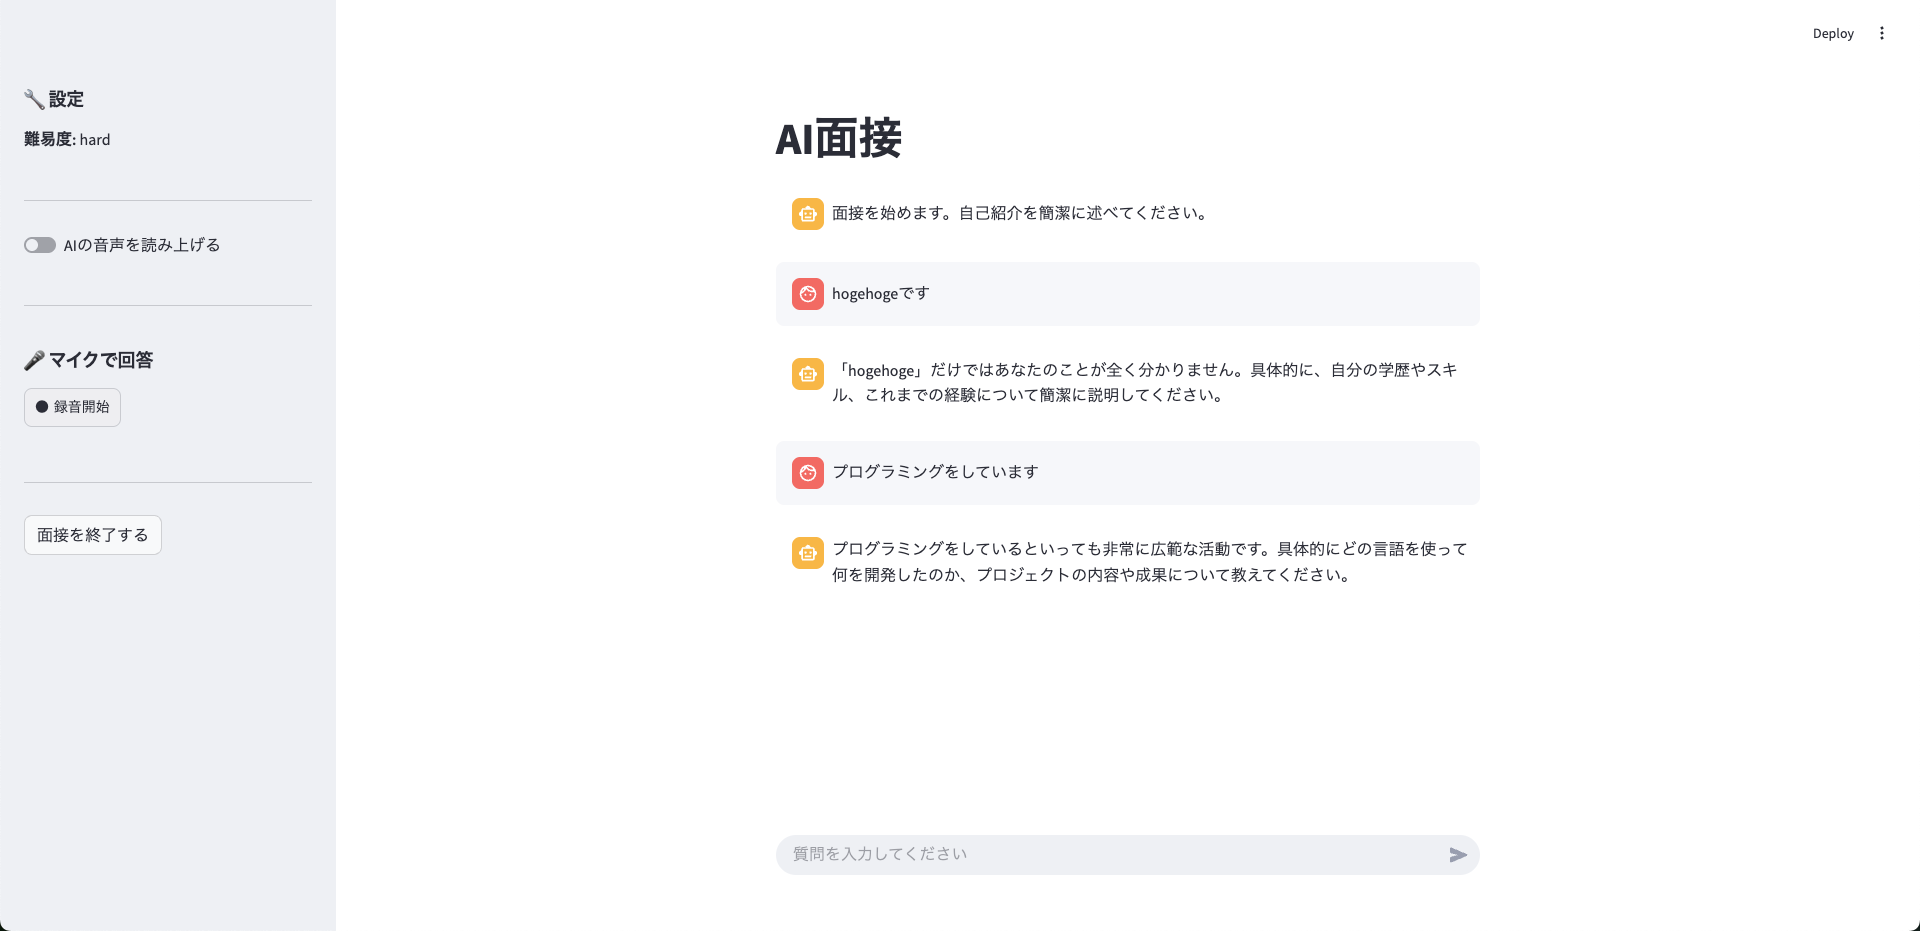 Deploy
🔧 設定
難易度: hard
AIの音声を読み上げる
🎤 マイクで回答
● 録音開始
面接を終了する
AI面接
面接を始めます。自己紹介を簡潔に述べてください。
hogehogeです
「hogehoge」だけではあなたのことが全く分かりません。具体的に、自分の学歴やスキ
ル、これまでの経験について簡潔に説明してください。
プログラミングをしています
プログラミングをしているといっても非常に広範な活動です。具体的にどの言語を使って
何を開発したのか、プロジェクトの内容や成果について教えてください。
質問を入力してください